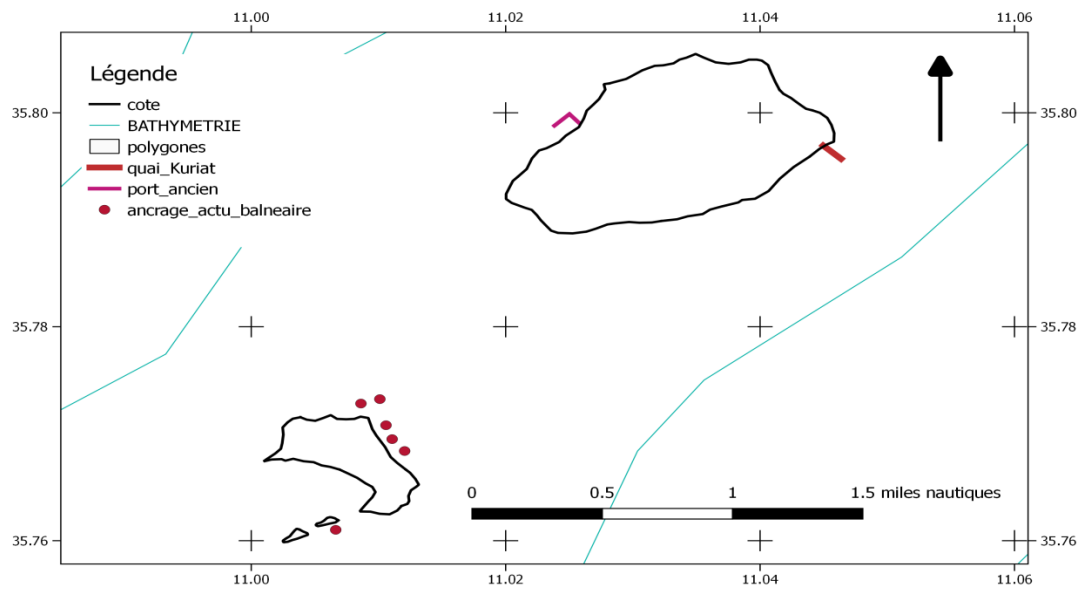 11.00 11.02 11.04 11.06
Légende
cote
BATHYMETRIE
polygones
quai_Kuriat
port_ancien
ancrage_actu_balneaire
35.80 35.80
35.78 35.78
0 0.5 1 1.5 miles nautiques
35.76 35.76
11.00 11.02 11.04 11.06